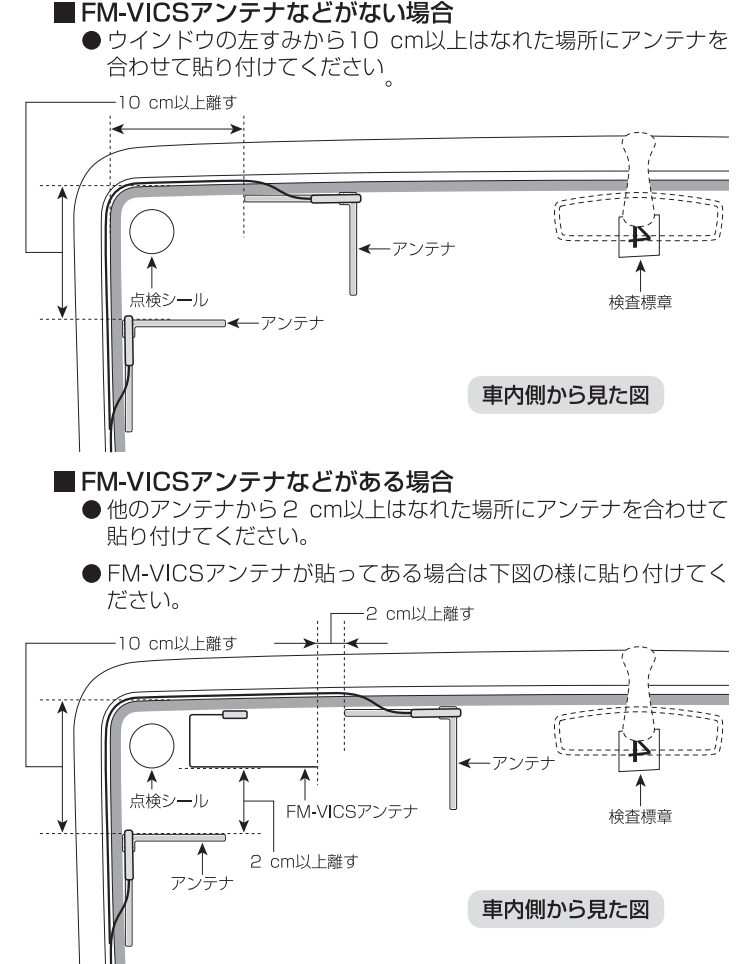 ■FM-VICSアンテナなどがない場合
●ウインドウの左すみから10 cm以上はなれた場所にアンテナを
合わせて貼り付けてください。
10 cm以上離す
アンテナ
点検シール
アンテナ
4
検査標章
車内側から見た図
■FM-VICSアンテナなどがある場合
●他のアンテナから2 cm以上はなれた場所にアンテナを合わせて
貼り付けてください。
●FM-VICSアンテナが貼ってある場合は下図の様に貼り付けてく
ださい。
2 cm以上離す
10 cm以上離す
アンテナ
点検シール
FM-VICSアンテナ
4
検査標章
2 cm以上離す
アンテナ
車内側から見た図